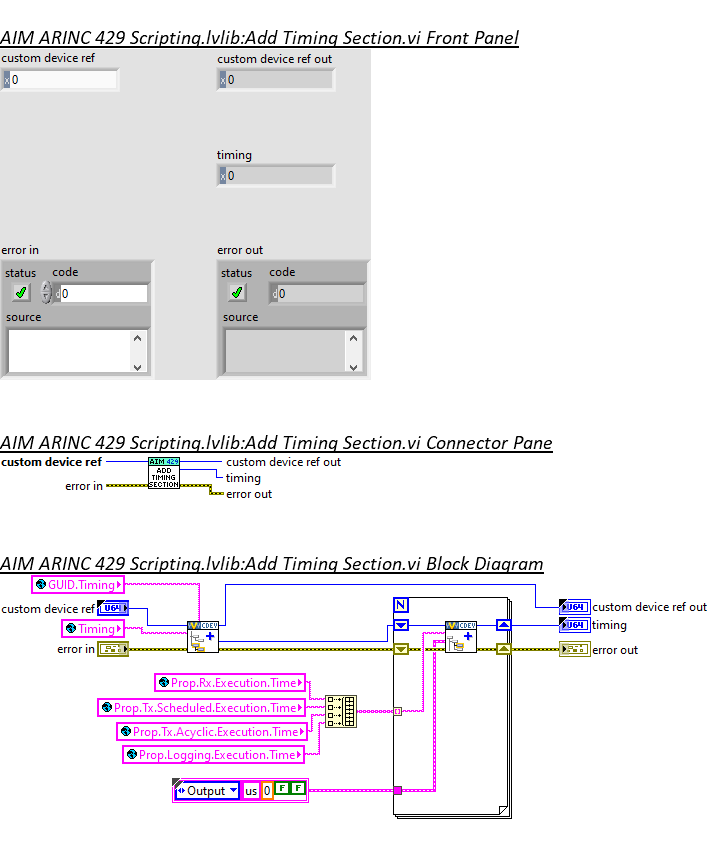 AIM ARINC 429 Scripting.lvlib:Add Timing Section.vi Front Panel
custom device ref custom device ref out
x 0 x 0
timing
x 0
error in error out
status code status code
d 0 d 0
source source
AIM ARINC 429 Scripting.lvlib:Add Timing Section.vi Connector Pane
custom device ref AIM 429 custom device ref out
ADD timing
error in TIMING error out
SECTION
AIM ARINC 429 Scripting.lvlib:Add Timing Section.vi Block Diagram
GUID.Timing
N
custom device ref U64 U64 custom device ref out
Timing CDEV CDEV U64 timing
error in error out
Prop.Rx.Execution.Time
Prop.Tx.Scheduled.Execution.Time
Prop.Tx.Acyclic.Execution.Time
Prop.Logging.Execution.Time
Output us 0 F F